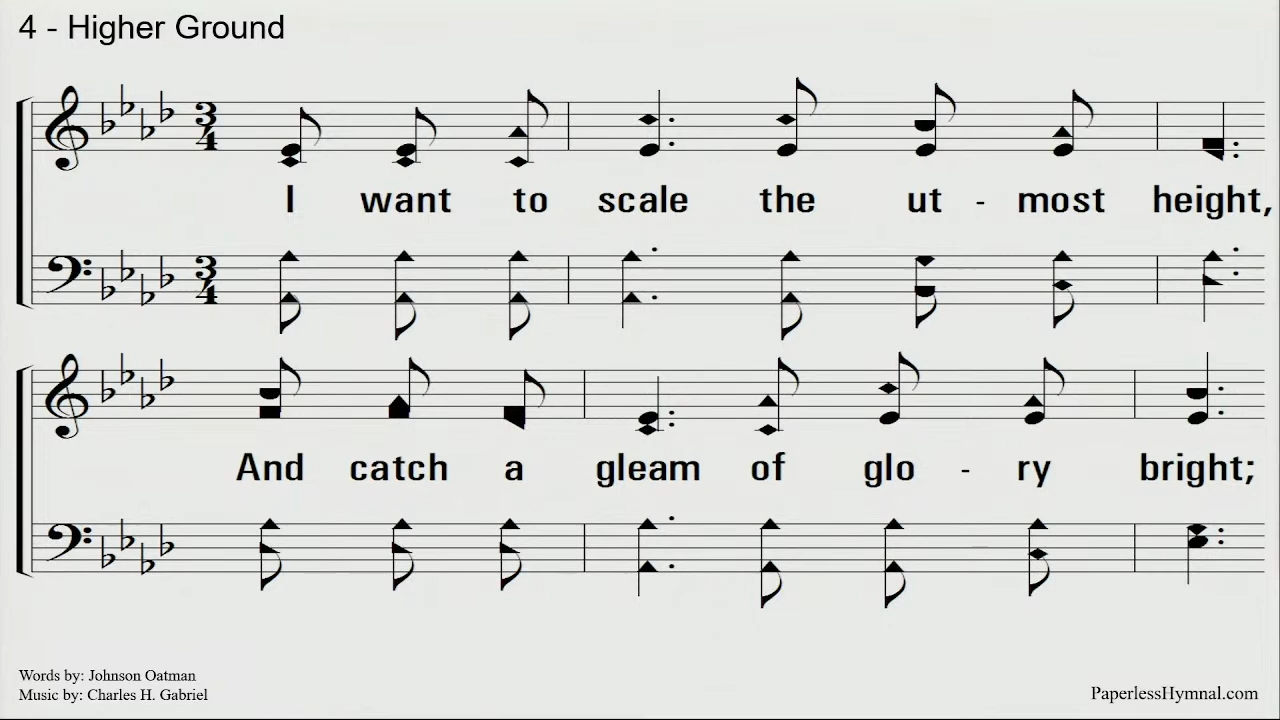 4 - Higher Ground
3
4
I want to scale the ut - most height,
3
4
And catch a gleam of glo - ry bright;
Words by: Johnson Oatman
Music by: Charles H. Gabriel
PaperlessHymnal.com